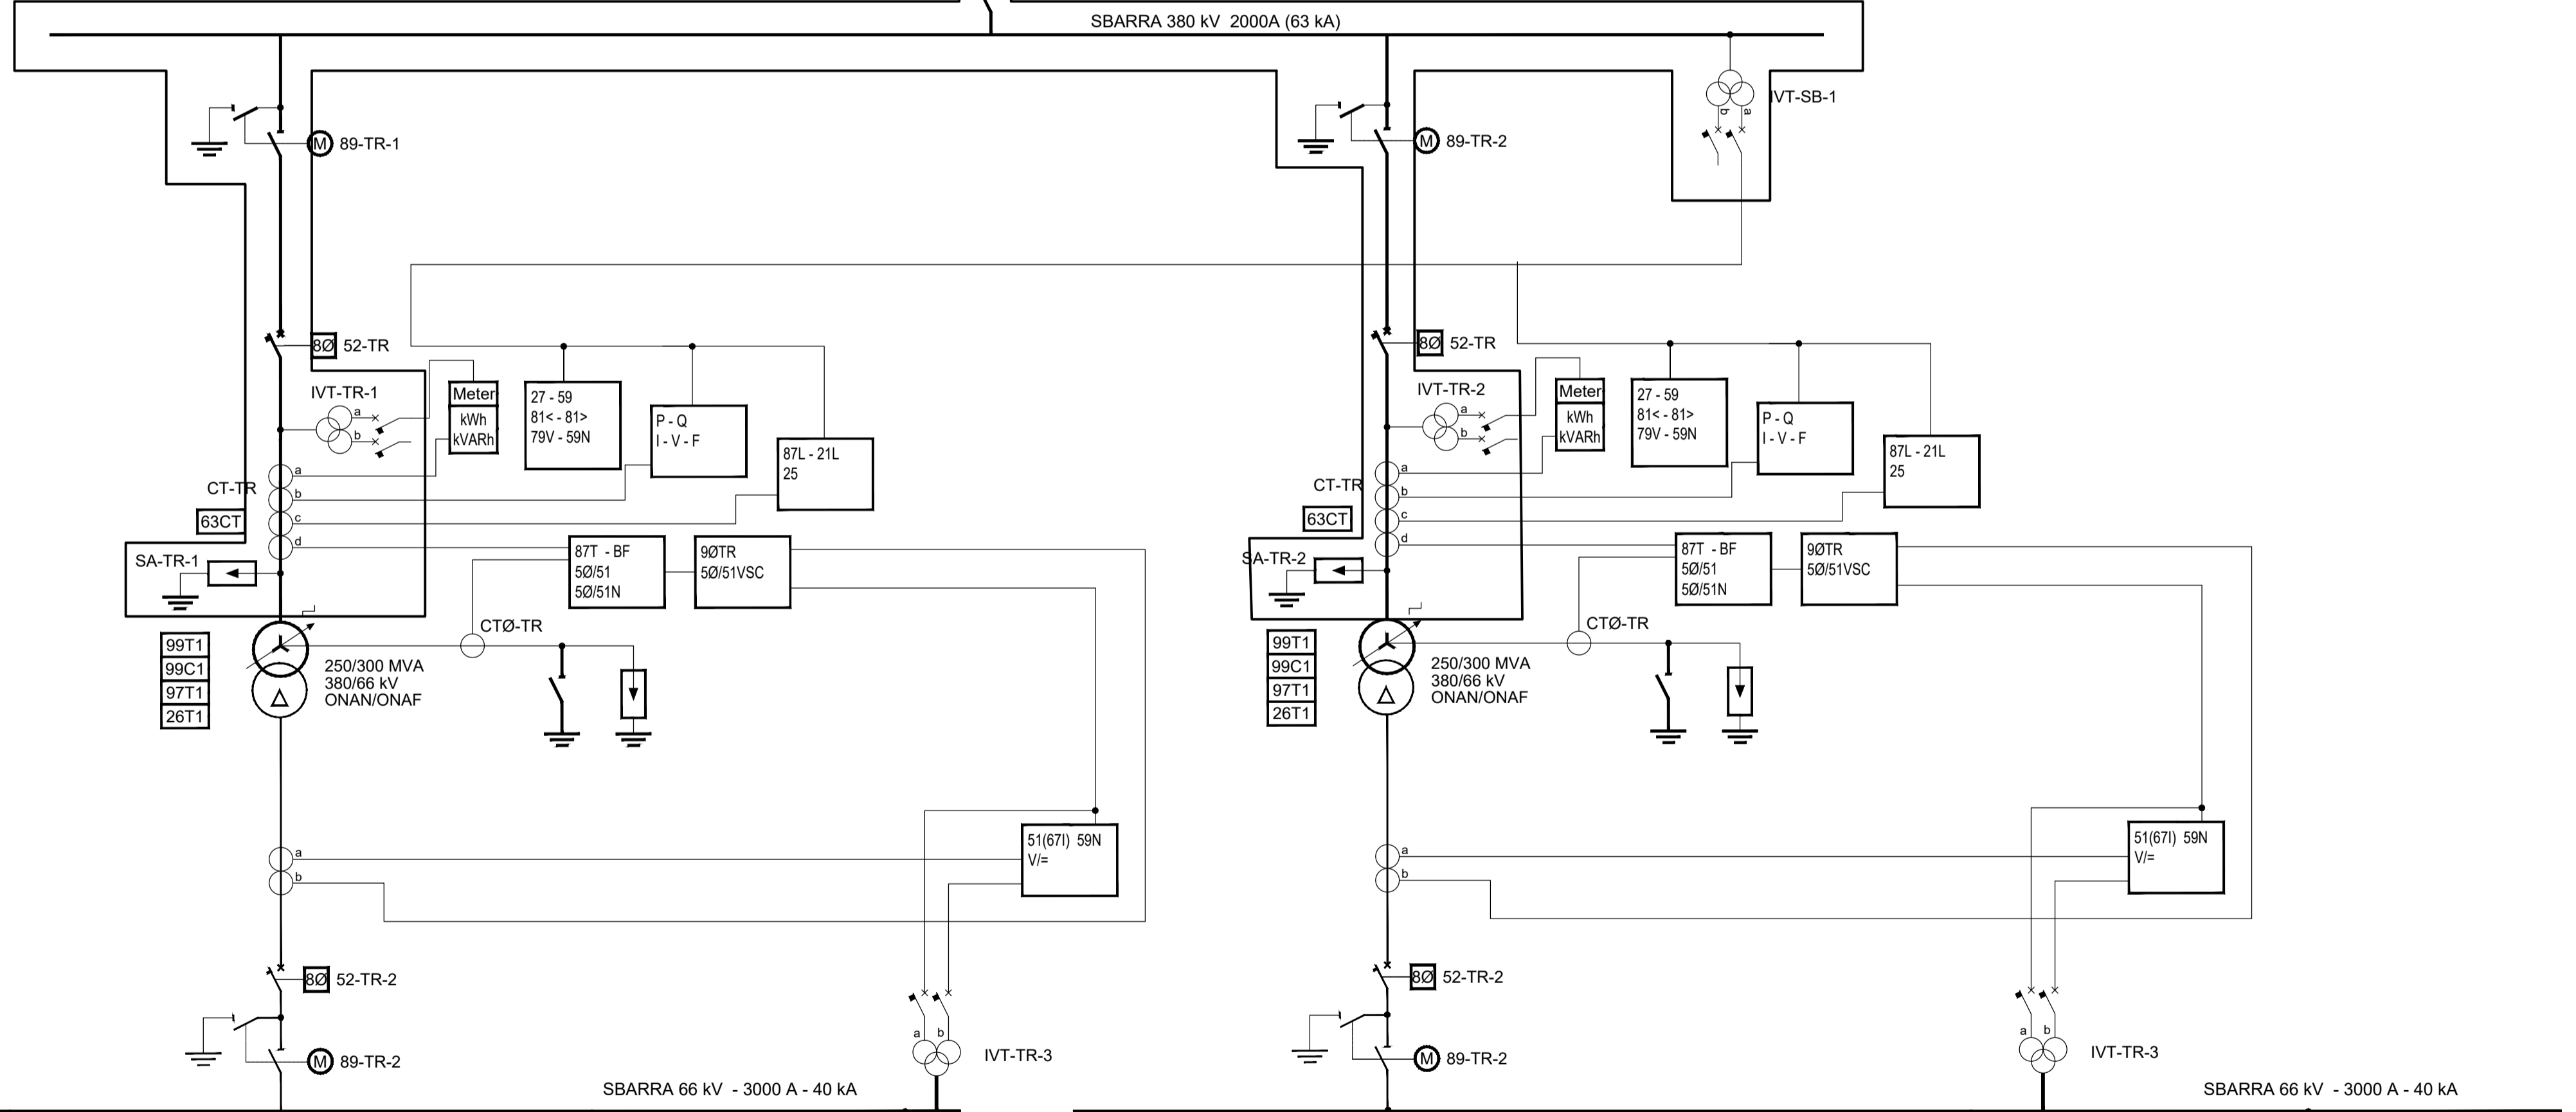 SBARRA 380 kV 2000A (63 kA)
IVT-SB-1
b
a
M
89-TR-1
8Ø
52-TR
IVT-TR-1
a
b
Meter
kWh
kVARh
27 - 59
81< - 81>
79V - 59N
P - Q
I - V - F
87L - 21L
25
CT-TR
a
b
c
d
63CT
SA-TR-1
87T - BF
5Ø/51
5Ø/51N
9ØTR
5Ø/51VSC
CTØ-TR
99T1
99C1
97T1
26T1
250/300 MVA
380/66 kV
ONAN/ONAF
51(67I) 59N
V/=
a
b
8Ø
52-TR-2
M
89-TR-2
a
b
IVT-TR-3
SBARRA 66 kV - 3000 A - 40 kA
M
89-TR-2
8Ø
52-TR
IVT-TR-2
a
b
Meter
kWh
kVARh
27 - 59
81< - 81>
79V - 59N
P - Q
I - V - F
87L - 21L
25
CT-TR
a
b
c
d
63CT
SA-TR-2
87T - BF
5Ø/51
5Ø/51N
9ØTR
5Ø/51VSC
CTØ-TR
99T1
99C1
97T1
26T1
250/300 MVA
380/66 kV
ONAN/ONAF
51(67I) 59N
V/=
a
b
8Ø
52-TR-2
M
89-TR-2
a
b
IVT-TR-3
SBARRA 66 kV - 3000 A - 40 kA